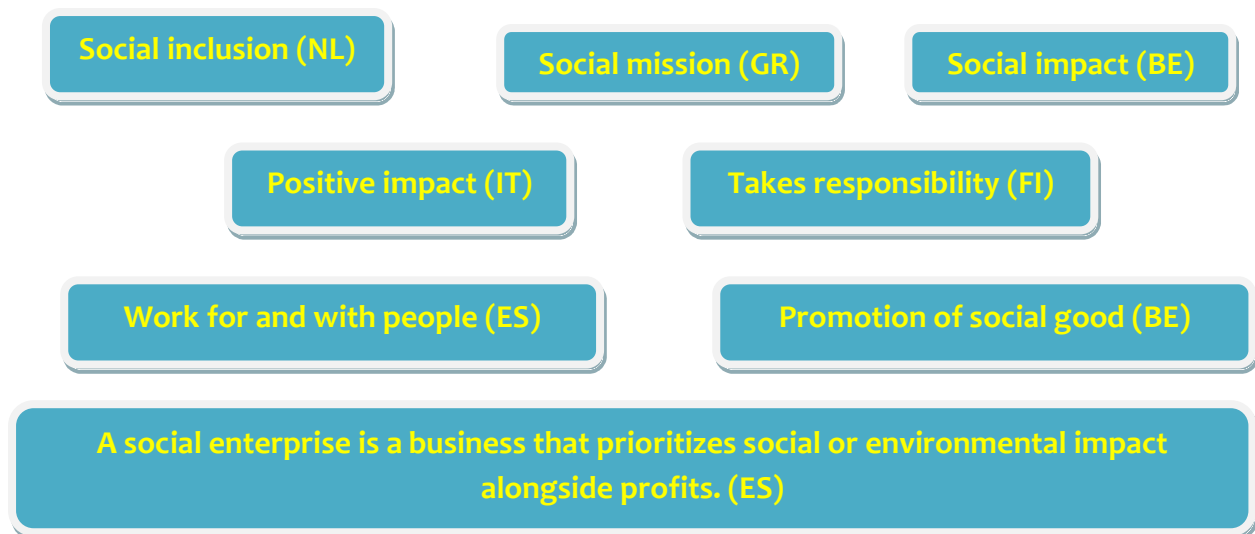 Social inclusion (NL)
Social mission (GR)
Social impact (BE)
Positive impact (IT)
Takes responsibility (FI)
Work for and with people (ES)
Promotion of social good (BE)
A social enterprise is a business that prioritizes social or environmental impact
alongside profits. (ES)